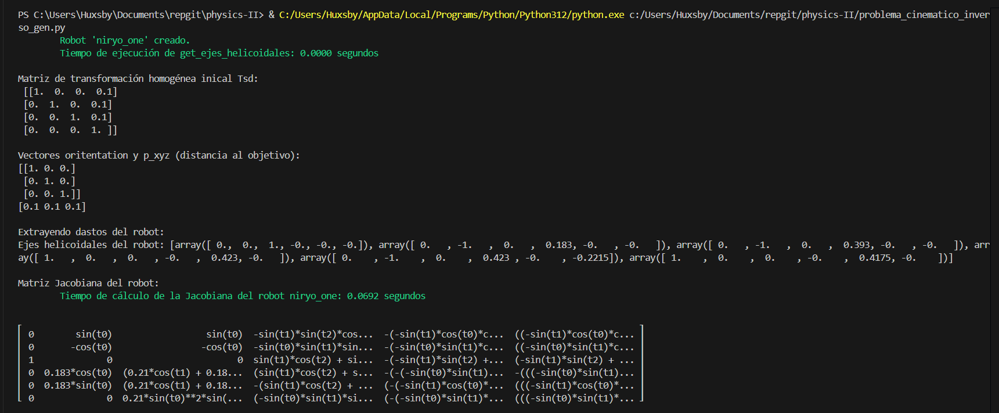 PS C:\Users\Huxsby\Documents\repgit\physics-II> & C:/Users/Huxsby/AppData/Local/Programs/Python/Python312/python.exe c:/Users/Huxsby/Documents/repgit/physics-II/problema_cinematico_inver
so_gen.py
Robot 'niryo_one' creado.
Tiempo de ejecución de get_ejes_helicoidales: 0.0000 segundos
Matriz de transformación homogénea inical Tsd:
[[1.  0.  0.  0.1]
[0.  1.  0.  0.1]
[0.  0.  1.  0.1]
[0.  0.  0.  1. ]]
Vectores oritentation y p_xyz (distancia al objetivo):
[[1. 0. 0.]
[0. 1. 0.]
[0. 0. 1.]]
[0.1 0.1 0.1]
Extrayendo dastos del robot:
Ejes helicoidales del robot: [array([ 0.,  0.,  1., -0., -0., -0.]), array([ 0.   , -1.   ,  0.   ,  0.183, -0.   , -0.   ]), array([ 0.   , -1.   ,  0.   ,  0.393, -0.   , -0.   ]), arr
ay([ 1.   ,  0.   ,  0.   , -0.   ,  0.423, -0.   ]), array([ 0.    , -1.    ,  0.    ,  0.423 , -0.    , -0.2215]), array([ 1.    ,  0.    ,  0.    , -0.    ,  0.4175, -0.    ])]
Matriz Jacobiana del robot:
Tiempo de cálculo de la Jacobiana del robot niryo_one: 0.0692 segundos
0 sin(t0) sin(t0) -sin(t1)*sin(t2)*cos... -(-sin(t1)*cos(t0)*c... ((-sin(t1)*cos(t0)*c...
0 -cos(t0) -cos(t0) -sin(t0)*sin(t1)*sin... -(-sin(t0)*sin(t1)*c... ((-sin(t0)*sin(t1)*c...
1 0 0 sin(t1)*cos(t2) + si... -(-sin(t1)*sin(t2) +... (-sin(t1)*sin(t2) + ...
0 0.183*cos(t0) (0.21*cos(t1) + 0.18... (sin(t1)*cos(t2) + s... -(-(-sin(t0)*sin(t1)... -(((-sin(t0)*sin(t1)...
0 0.183*sin(t0) (0.21*cos(t1) + 0.18... -(sin(t1)*cos(t2) + ... (-(-sin(t1)*cos(t0)*... (((-sin(t1)*cos(t0)*...
0 0 0.21*sin(t0)**2*sin(... (-sin(t0)*sin(t1)*si... (-(-sin(t0)*sin(t1)*... (((-sin(t0)*sin(t1)*...